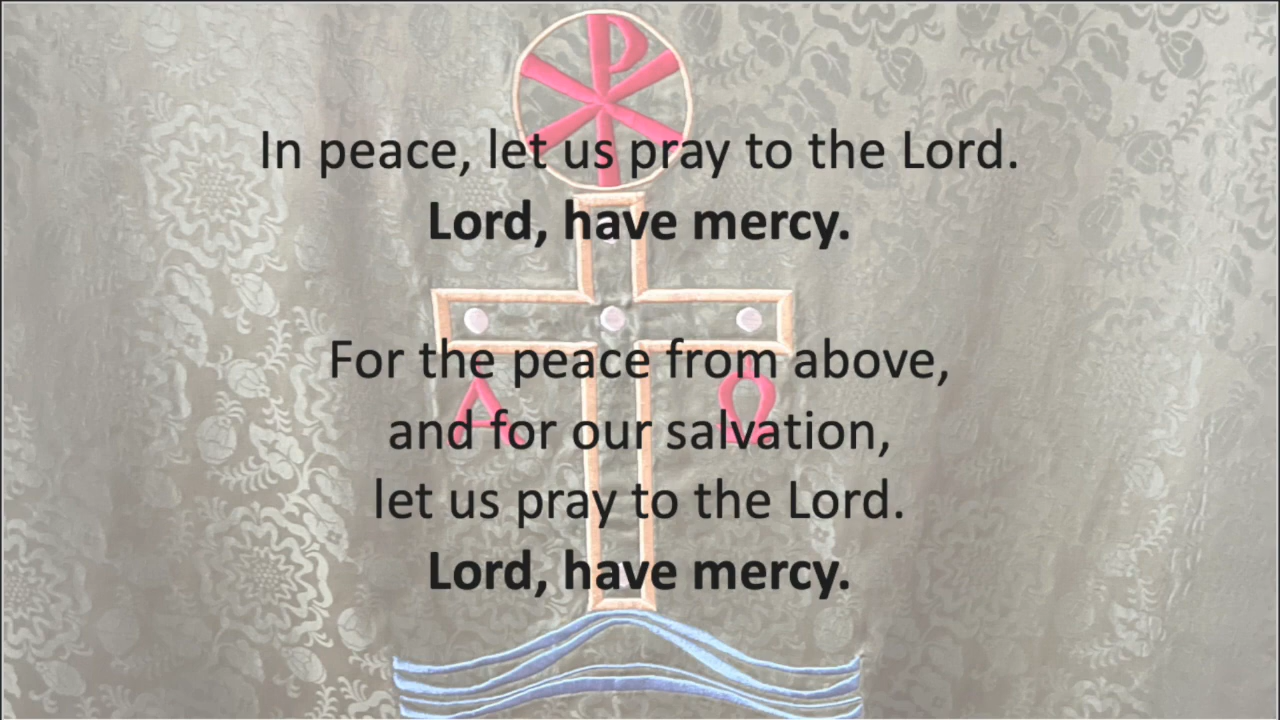 In peace, let us pray to the Lord.
Lord, have mercy.
For the peace from above,
and for our salvation,
let us pray to the Lord.
Lord, have mercy.
Α Ω